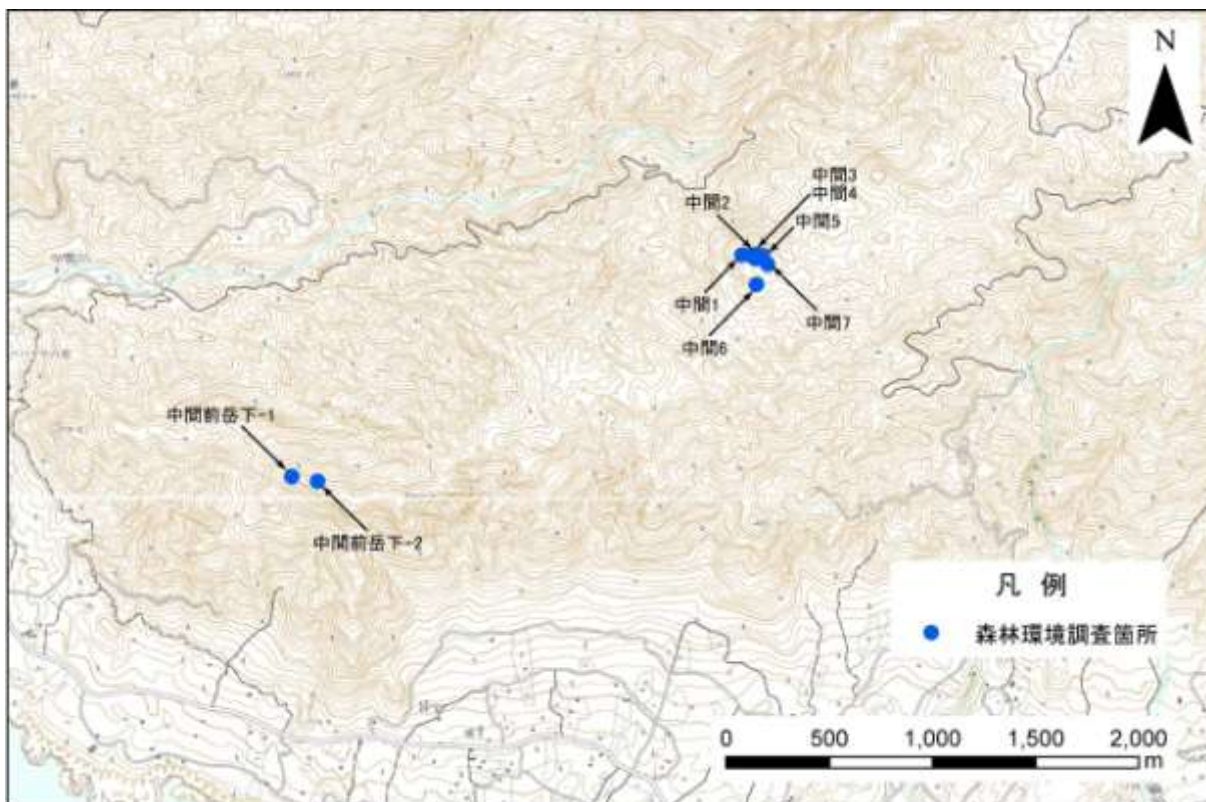 N
中間3
中間4
中間2
中間5
中間1
中間7
中間6
中間前岳下-1
中間前岳下-2
凡 例
森林環境調査箇所
0 500 1,000 1,500 2,000
m